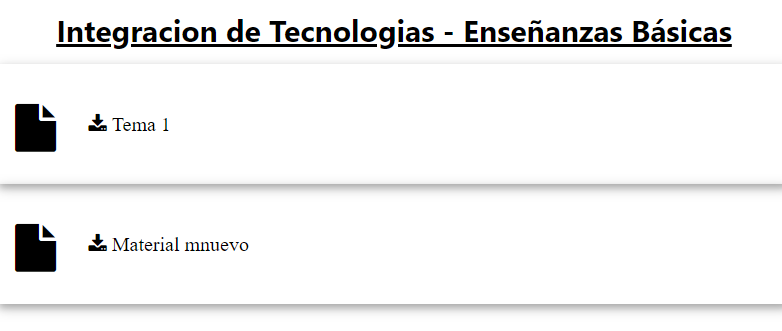 Integracion de Tecnologias - Enseñanzas Básicas
Tema 1
Material mnuevo